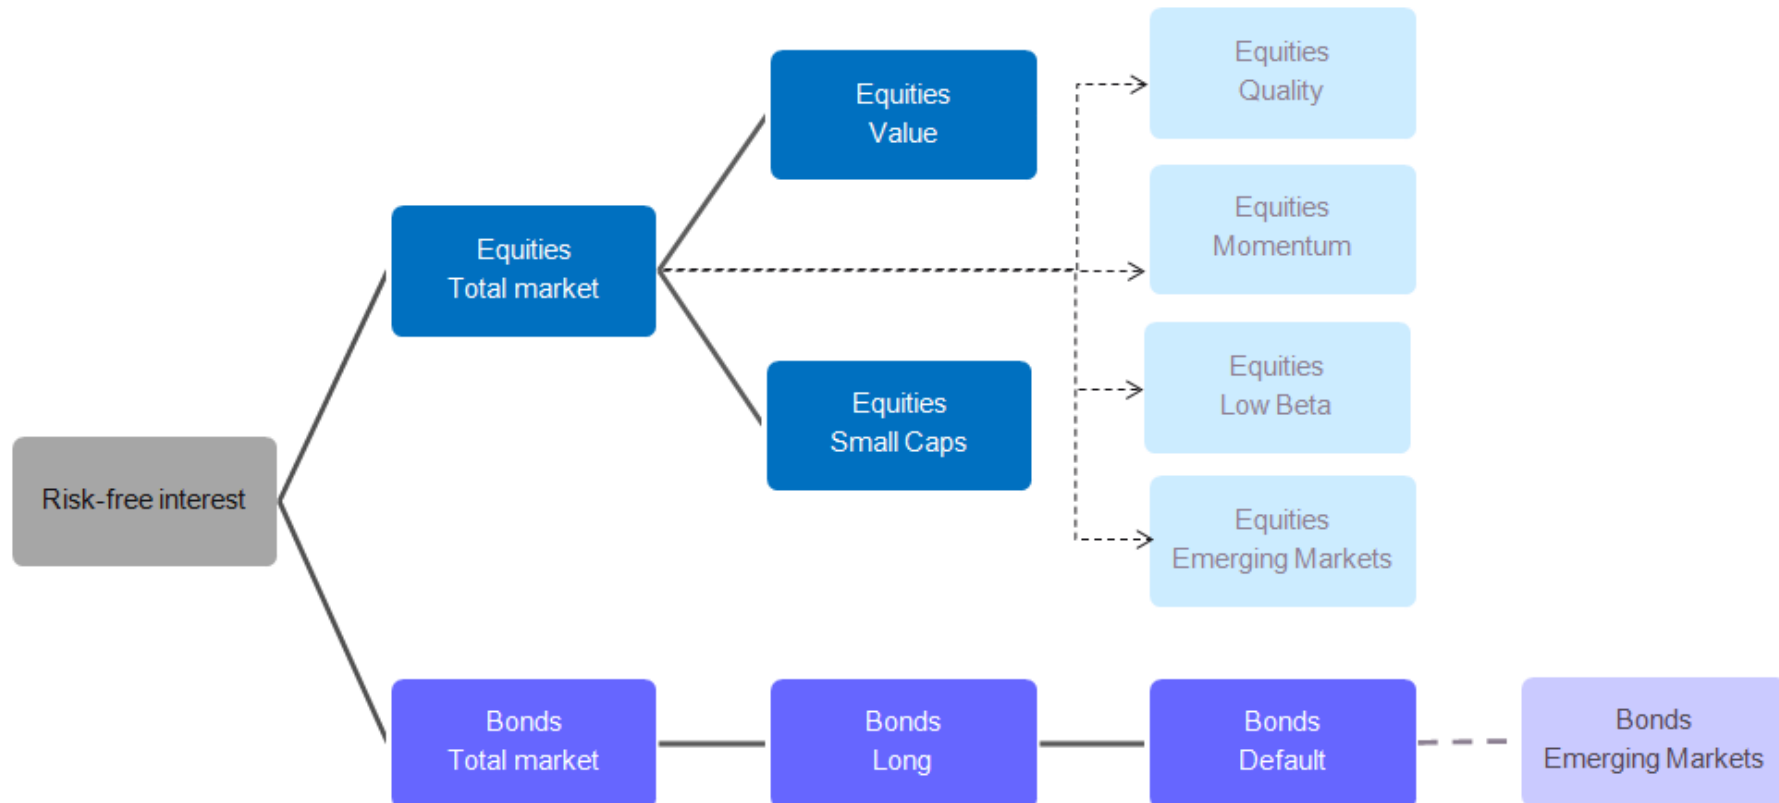 Equities
Quality
Equities
Value
Equities
Momentum
Equities
Total market
Equities
Low Beta
Equities
Small Caps
Risk-free interest
Equities
Emerging Markets
Bonds
Total market
Bonds
Long
Bonds
Default
Bonds
Emerging Markets